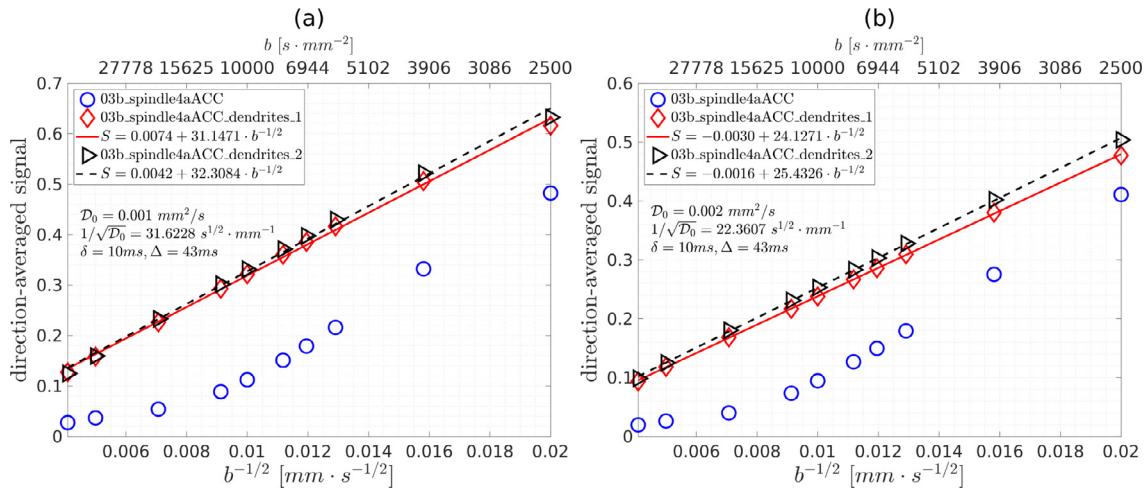 (a)
b [s · mm⁻²]
27778 15625 10000 6944 5102 3906 3086 2500
0.7
0.6
0.5
0.4
0.3
0.2
0.1
0
direction-averaged signal
03b_spindle4aACC
03b_spindle4aACC_dendrites_1
S = 0.0074 + 31.1471 · b⁻¹/²
03b_spindle4aACC_dendrites_2
S = 0.0042 + 32.3084 · b⁻¹/²
𝒟₀ = 0.001 mm²/s
1/√𝒟₀ = 31.6228 s¹/² · mm⁻¹
δ = 10ms, Δ = 43ms
0.006 0.008 0.01 0.012 0.014 0.016 0.018 0.02
b⁻¹/² [mm · s⁻¹/²]
(b)
b [s · mm⁻²]
27778 15625 10000 6944 5102 3906 3086 2500
0.6
0.5
0.4
0.3
0.2
0.1
0
direction-averaged signal
03b_spindle4aACC
03b_spindle4aACC_dendrites_1
S = −0.0030 + 24.1271 · b⁻¹/²
03b_spindle4aACC_dendrites_2
S = −0.0016 + 25.4326 · b⁻¹/²
𝒟₀ = 0.002 mm²/s
1/√𝒟₀ = 22.3607 s¹/² · mm⁻¹
δ = 10ms, Δ = 43ms
0.006 0.008 0.01 0.012 0.014 0.016 0.018 0.02
b⁻¹/² [mm · s⁻¹/²]